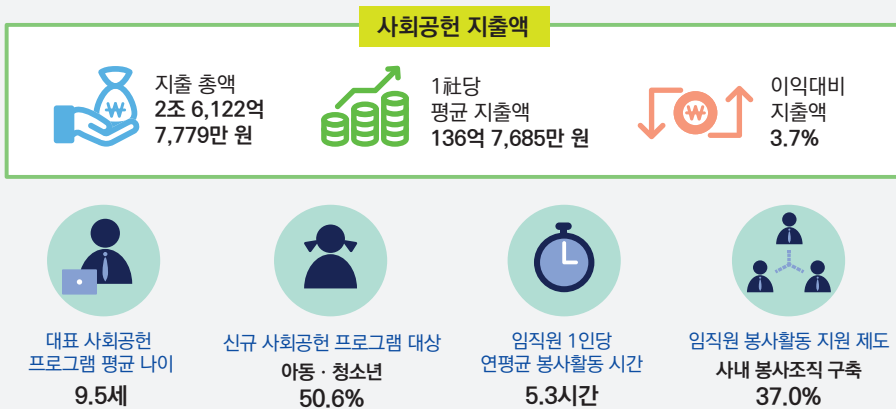 사회공헌 지출액
지출 총액
2조 6,122억
7,779만 원
1社당
평균 지출액
136억 7,685만 원
이익대비
지출액
3.7%
대표 사회공헌
프로그램 평균 나이
9.5세
신규 사회공헌 프로그램 대상
아동 · 청소년
50.6%
임직원 1인당
연평균 봉사활동 시간
5.3시간
임직원 봉사활동 지원 제도
사내 봉사조직 구축
37.0%